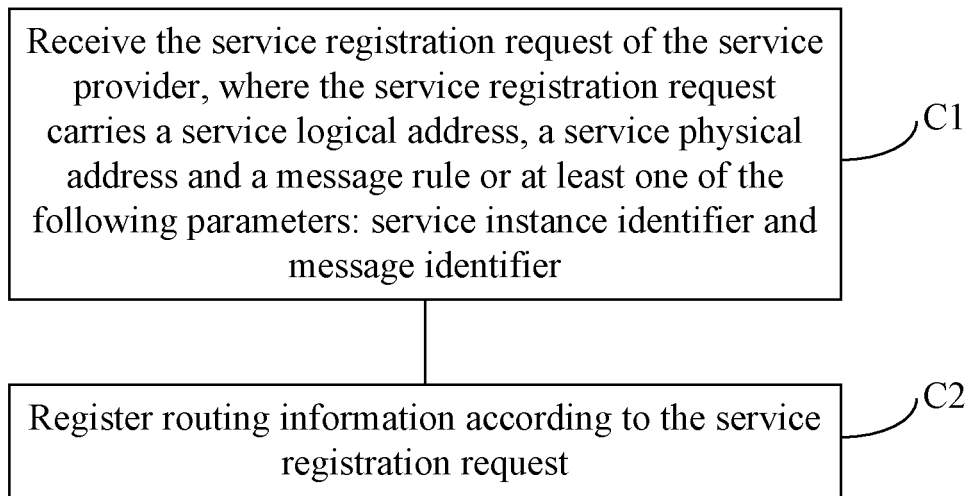 Receive the service registration request of the service
provider, where the service registration request
carries a service logical address, a service physical
address and a message rule or at least one of the
following parameters: service instance identifier and
message identifier
C1
Register routing information according to the service
registration request
C2